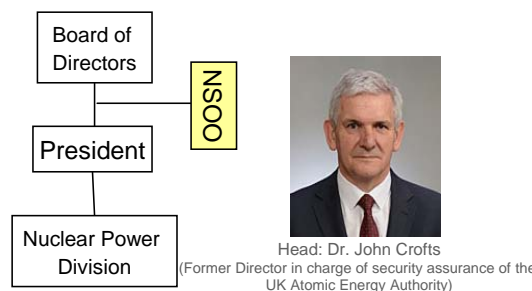 Board of
Directors
NSOO
President
Nuclear Power
Division
Head: Dr. John Crofts
(Former Director in charge of security assurance of the
UK Atomic Energy Authority)